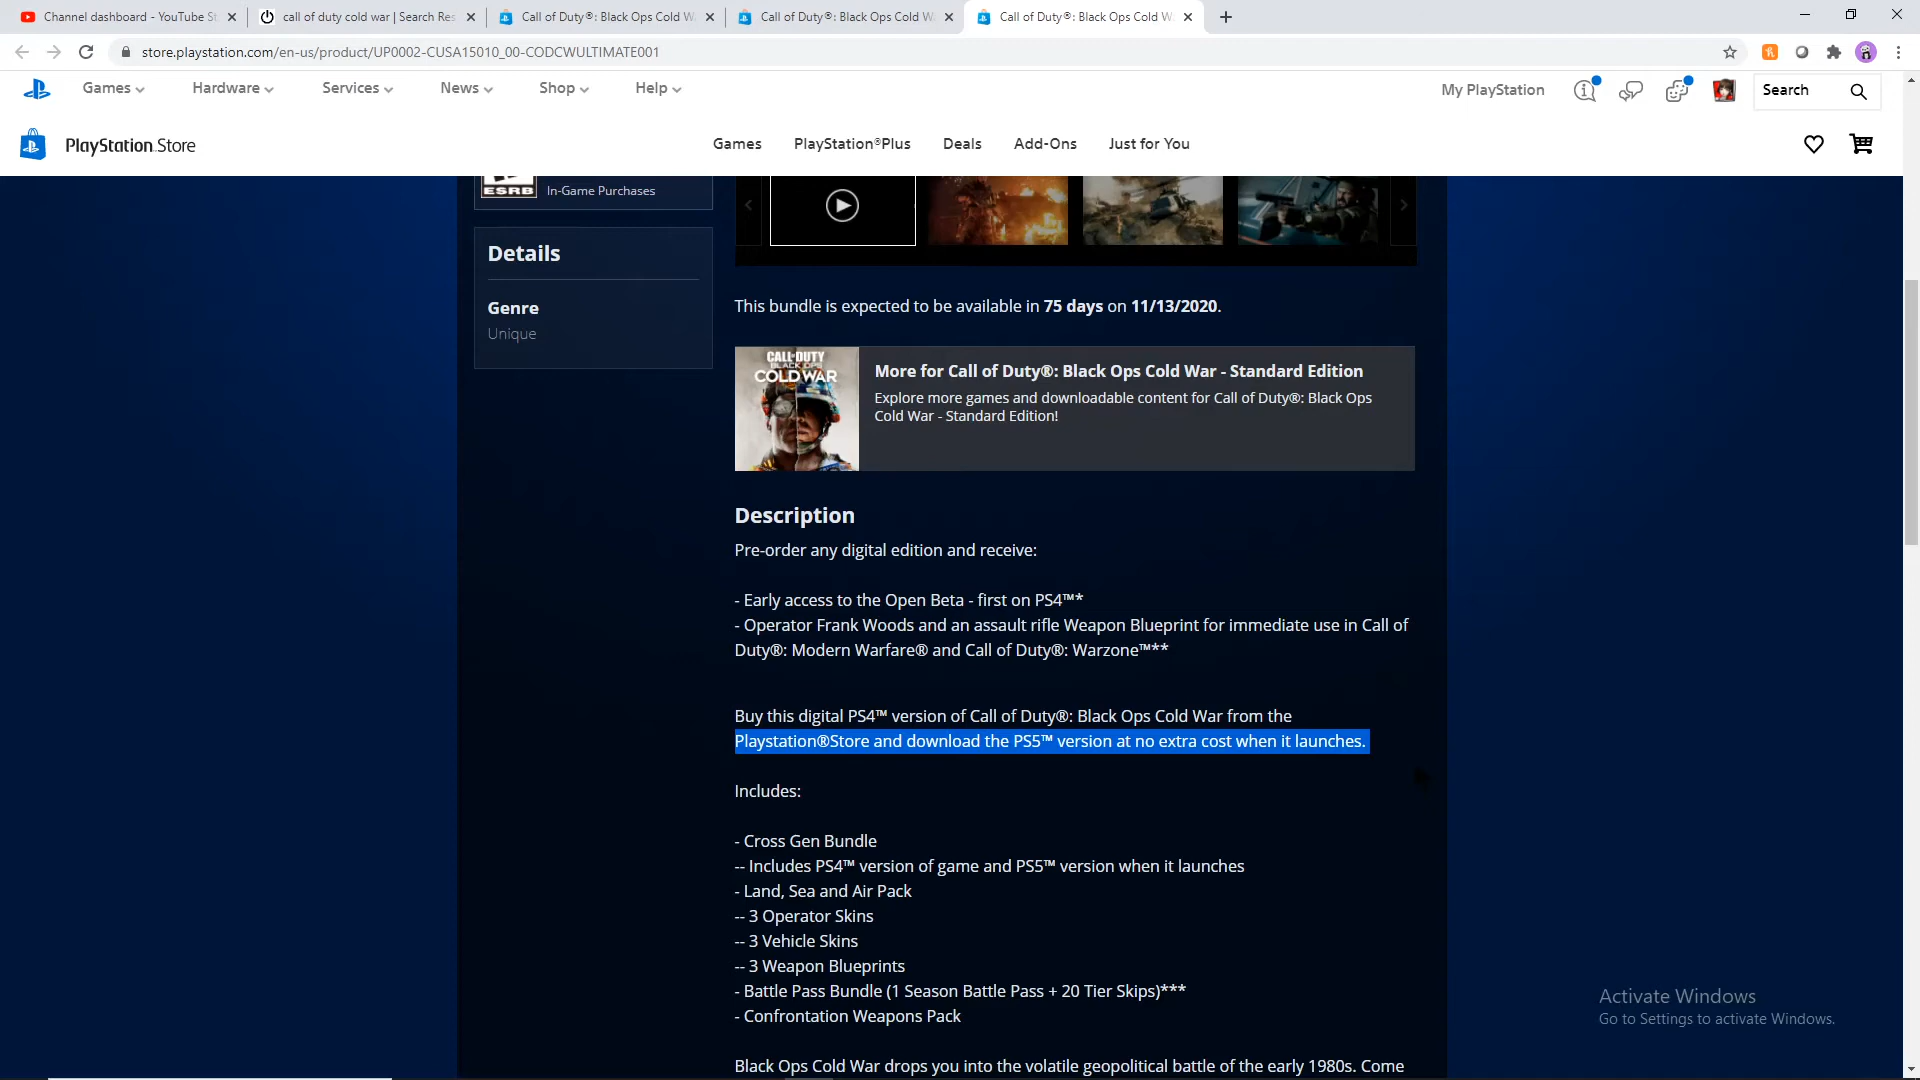 Channel dashboard - YouTube St
call of duty cold war | Search Res
Call of Duty®: Black Ops Cold W
Call of Duty®: Black Ops Cold W
Call of Duty®: Black Ops Cold W
store.playstation.com/en-us/product/UP0002-CUSA15010_00-CODCWULTIMATE001
Games
Hardware
Services
News
Shop
Help
My PlayStation
Search
PlayStation Store
Games
PlayStation®Plus
Deals
Add-Ons
Just for You
ESRB
In-Game Purchases
Details
Genre
Unique
This bundle is expected to be available in 75 days on 11/13/2020.
CALL OF DUTY
BLACK OPS
COLD WAR
More for Call of Duty®: Black Ops Cold War - Standard Edition
Explore more games and downloadable content for Call of Duty®: Black Ops
Cold War - Standard Edition!
Description
Pre-order any digital edition and receive:
- Early access to the Open Beta - first on PS4™*
- Operator Frank Woods and an assault rifle Weapon Blueprint for immediate use in Call of
Duty®: Modern Warfare® and Call of Duty®: Warzone™**
Buy this digital PS4™ version of Call of Duty®: Black Ops Cold War from the
Playstation®Store and download the PS5™ version at no extra cost when it launches.
Includes:
- Cross Gen Bundle
-- Includes PS4™ version of game and PS5™ version when it launches
- Land, Sea and Air Pack
-- 3 Operator Skins
-- 3 Vehicle Skins
-- 3 Weapon Blueprints
- Battle Pass Bundle (1 Season Battle Pass + 20 Tier Skips)***
- Confrontation Weapons Pack
Black Ops Cold War drops you into the volatile geopolitical battle of the early 1980s. Come
Activate Windows
Go to Settings to activate Windows.